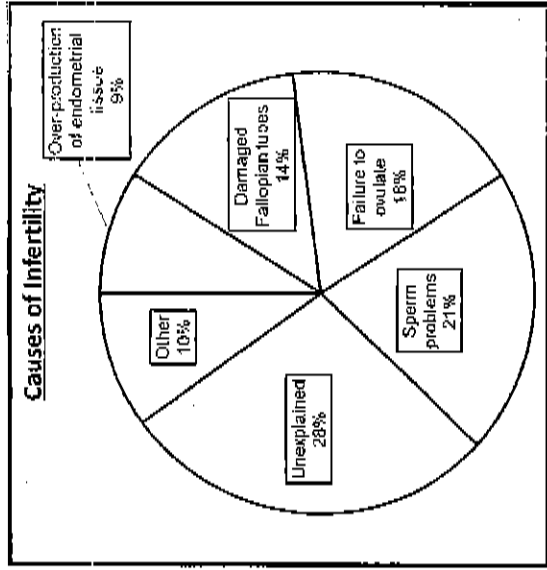 Causes of Infertility
Over-production
of endometrial
tissue
9%
Damaged
Fallopian tubes
14%
Failure to
ovulate
18%
Sperm
problems
21%
Unexplained
28%
Other
10%